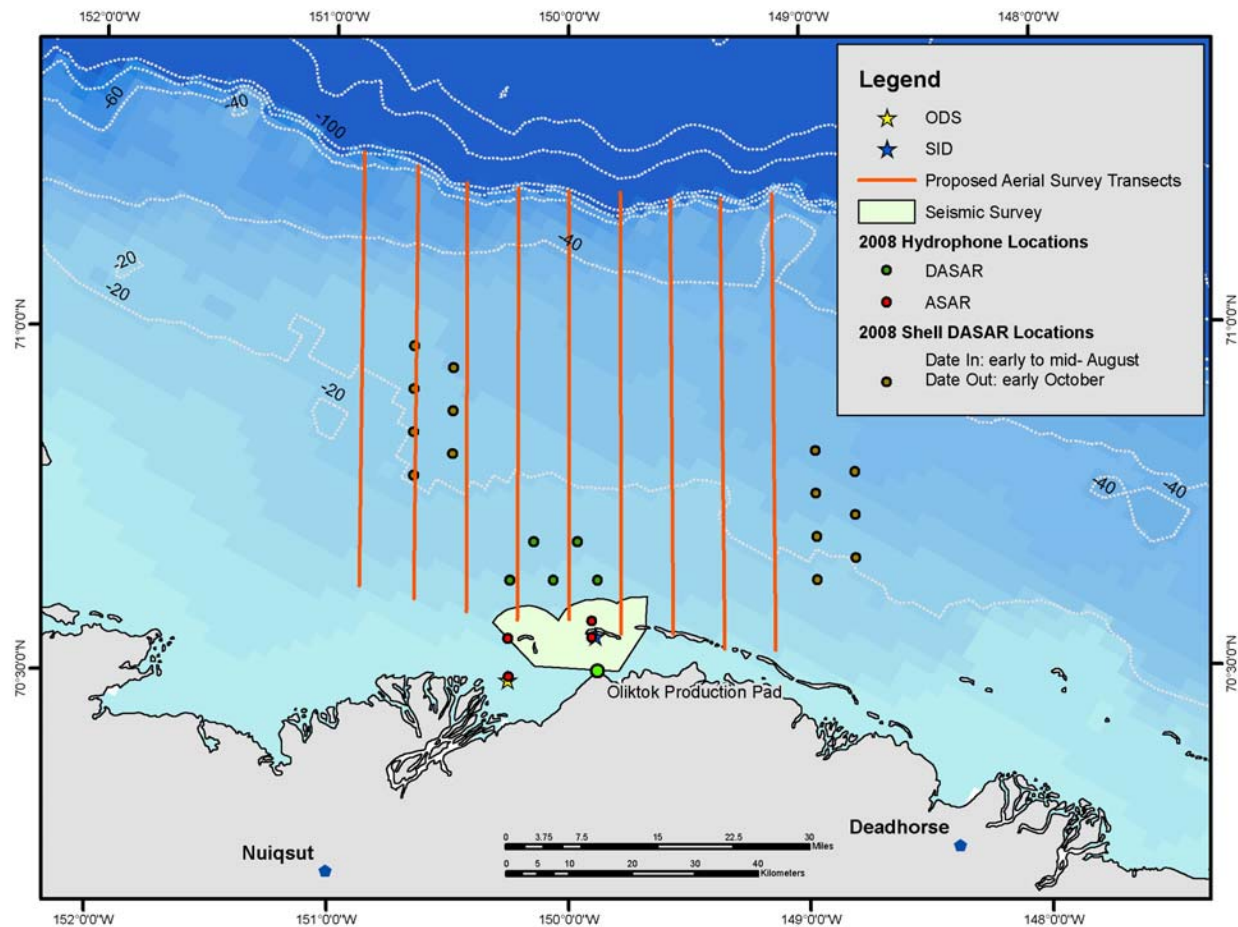 152°0'0"W 151°0'0"W 150°0'0"W 149°0'0"W 148°0'0"W
Legend
ODS
SID
Proposed Aerial Survey Transects
Seismic Survey
2008 Hydrophone Locations
DASAR
ASAR
2008 Shell DASAR Locations
Date In: early to mid- August
Date Out: early October
-60
-40
-100
-40
-20
-20
-20
-40
-40
71°0'0"N
71°0'0"N
70°30'0"N
70°30'0"N
Oliktok Production Pad
Nuiqsut
Deadhorse
0 3.75 7.5 15 22.5 30
Miles
0 5 10 20 30 40
Kilometers
152°0'0"W 151°0'0"W 150°0'0"W 149°0'0"W 148°0'0"W